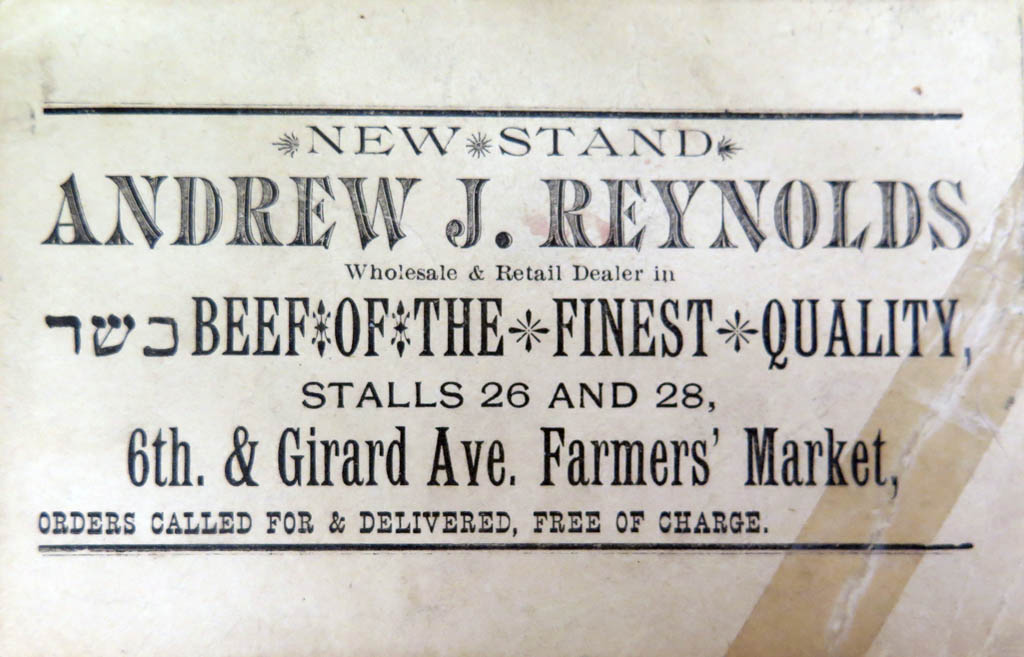 NEW STAND
ANDREW J. REYNOLDS
Wholesale & Retail Dealer in
כשר BEEF OF THE FINEST QUALITY,
STALLS 26 AND 28,
6th. & Girard Ave. Farmers' Market,
ORDERS CALLED FOR & DELIVERED, FREE OF CHARGE.